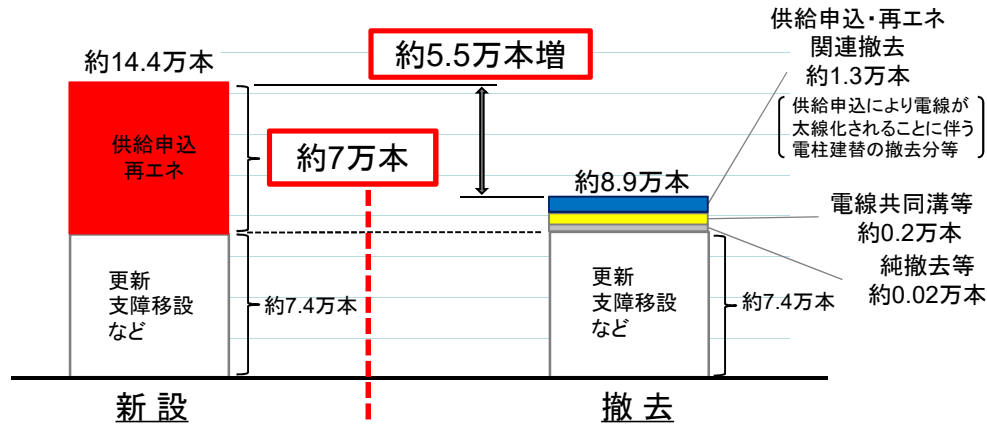 約14.4万本
供給申込
再エネ
更新
支障移設
など
約7.4万本
新 設
約5.5万本増
約7万本
約8.9万本
更新
支障移設
など
約7.4万本
撤 去
供給申込・再エネ
関連撤去
約1.3万本
供給申込により電線が
太線化されることに伴う
電柱建替の撤去分等
電線共同溝等
約0.2万本
純撤去等
約0.02万本